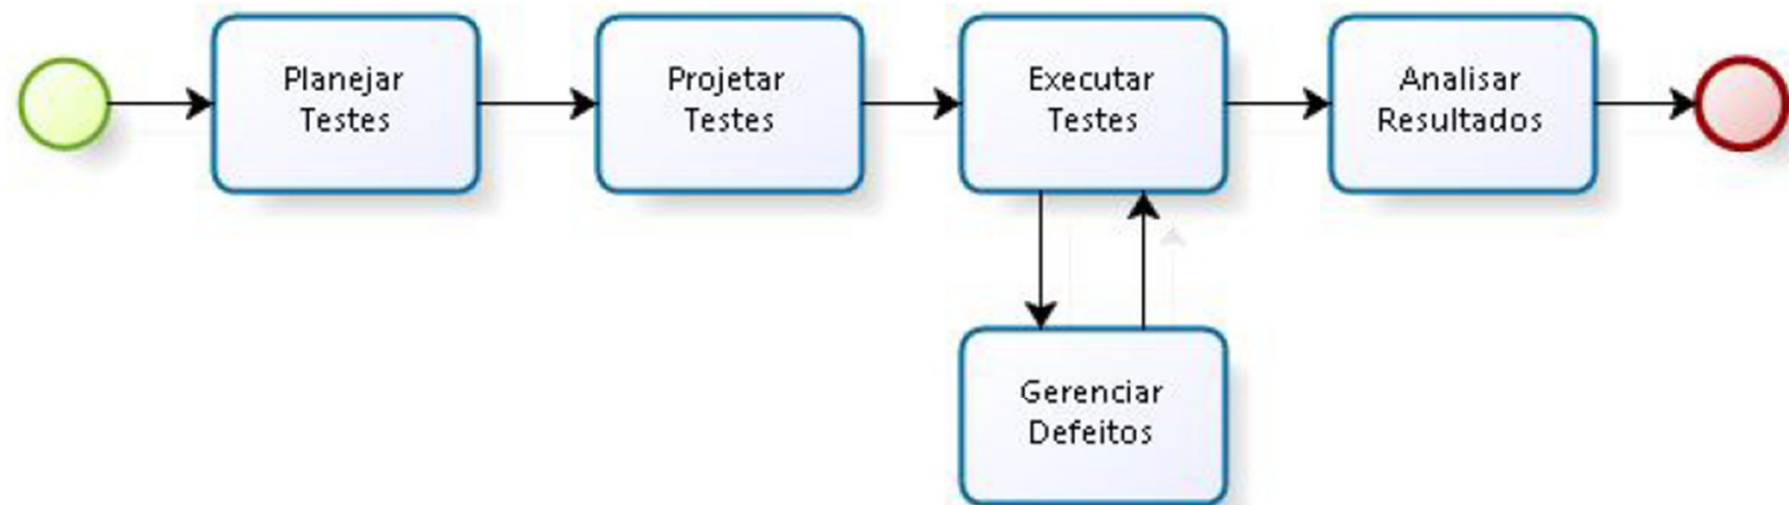 Planejar
Testes
Projetar
Testes
Executar
Testes
Analisar
Resultados
Gerenciar
Defeitos